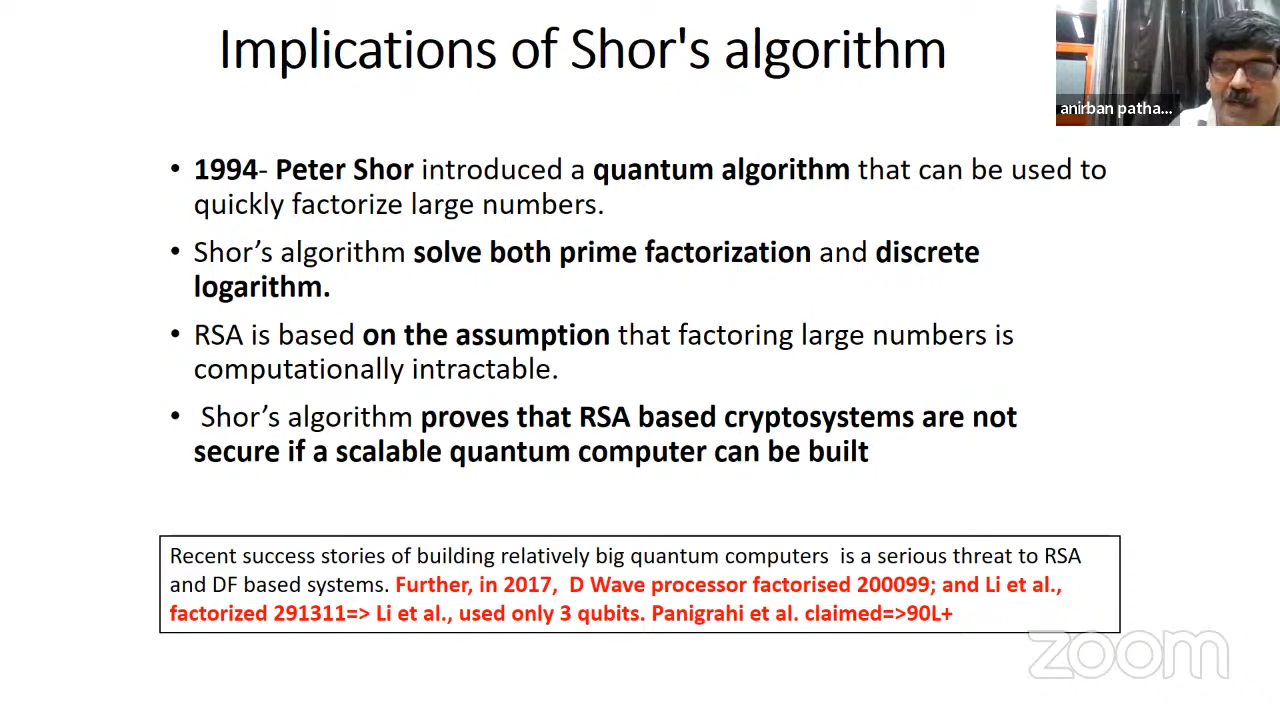 Implications of Shor's algorithm
anirban patha...
• 1994- Peter Shor introduced a quantum algorithm that can be used to
quickly factorize large numbers.
• Shor’s algorithm solve both prime factorization and discrete
logarithm.
• RSA is based on the assumption that factoring large numbers is
computationally intractable.
• Shor’s algorithm proves that RSA based cryptosystems are not
secure if a scalable quantum computer can be built
Recent success stories of building relatively big quantum computers is a serious threat to RSA
and DF based systems. Further, in 2017, D Wave processor factorised 200099; and Li et al.,
factorized 291311=> Li et al., used only 3 qubits. Panigrahi et al. claimed=>90L+
zoom